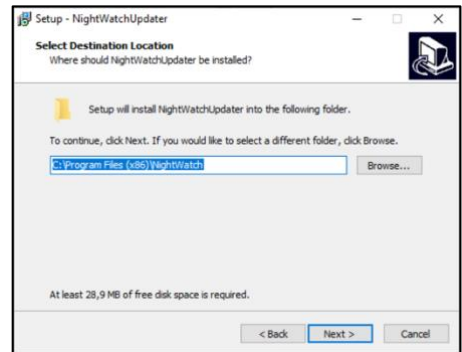 Setup - NightWatchUpdater
Select Destination Location
Where should NightWatchUpdater be installed?
Setup will install NightWatchUpdater into the following folder.
To continue, click Next. If you would like to select a different folder, click Browse.
C:\Program Files (x86)\NightWatch
Browse...
At least 28,9 MB of free disk space is required.
< Back
Next >
Cancel